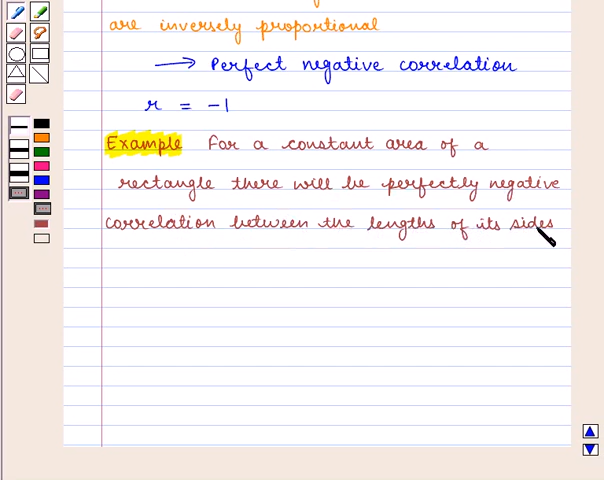 are inversely proportional
⟶ Perfect negative correlation
r = -1
Example For a constant area of a
rectangle there will be perfectly negative
correlation between the lengths of its sides